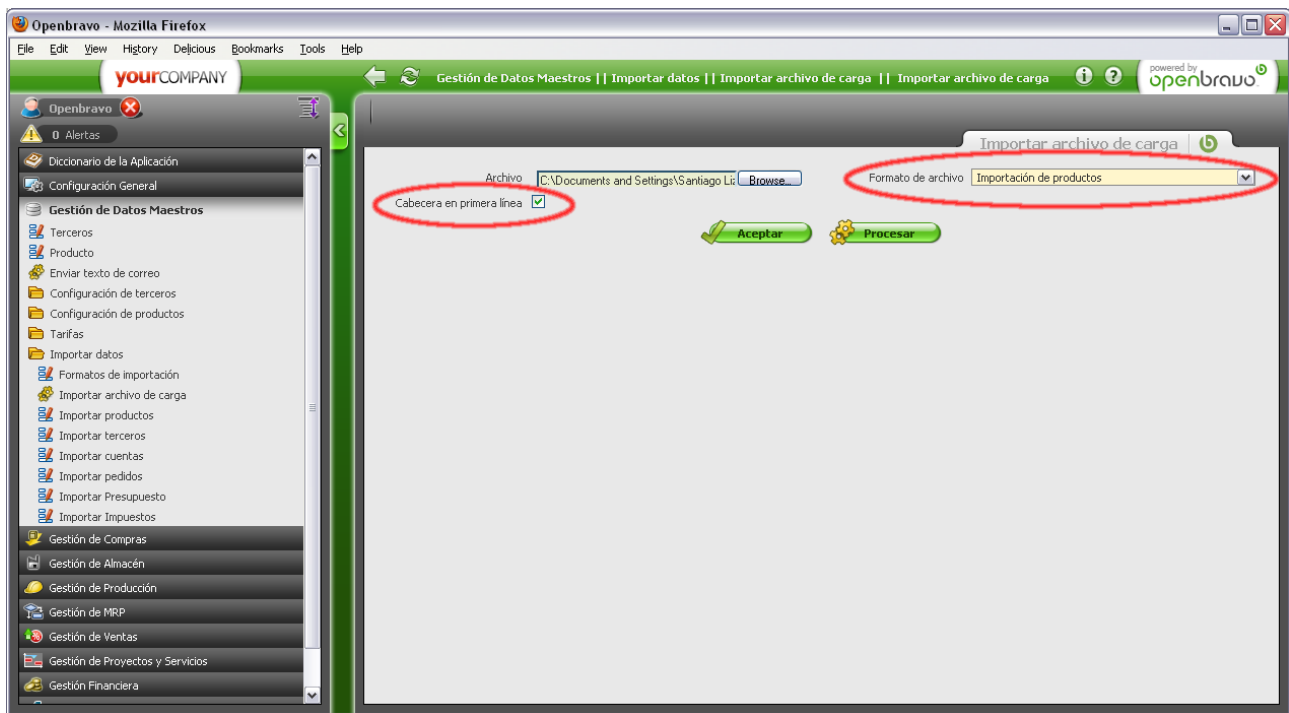 Openbravo - Mozilla Firefox
File Edit View History Delicious Bookmarks Tools Help
yourCOMPANY
Gestión de Datos Maestros || Importar datos || Importar archivo de carga || Importar archivo de carga
powered by
openbravo
Openbravo
0 Alertas
Importar archivo de carga
Diccionario de la Aplicación
Configuración General
Gestión de Datos Maestros
Terceros
Producto
Enviar texto de correo
Configuración de terceros
Configuración de productos
Tarifas
Importar datos
Formatos de importación
Importar archivo de carga
Importar productos
Importar terceros
Importar cuentas
Importar pedidos
Importar Presupuesto
Importar Impuestos
Gestión de Compras
Gestión de Almacén
Gestión de Producción
Gestión de MRP
Gestión de Ventas
Gestión de Proyectos y Servicios
Gestión Financiera
Archivo C:\Documents and Settings\Santiago Browse... Formato de archivo Importación de productos
Cabecera en primera línea
Aceptar Procesar